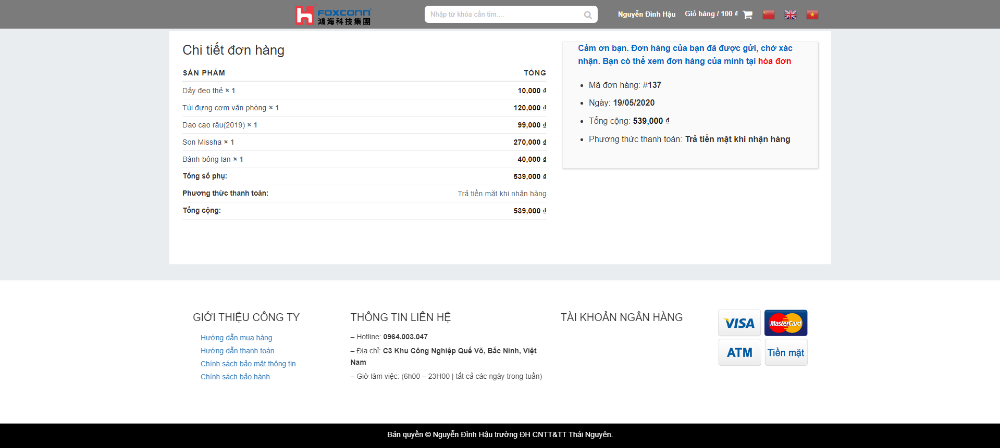 FOXCONN
鴻海科技集團
Nhập từ khóa cần tìm....
Nguyễn Đình Hậu
Giỏ hàng / 100 ₫
Chi tiết đơn hàng
SẢN PHẨM TỔNG
Dây đeo thẻ × 1 10,000 ₫
Túi đựng cơm văn phòng × 1 120,000 ₫
Dao cạo râu(2019) × 1 99,000 ₫
Son Missha × 1 270,000 ₫
Bánh bông lan × 1 40,000 ₫
Tổng số phụ: 539,000 ₫
Phương thức thanh toán: Trả tiền mặt khi nhận hàng
Tổng cộng: 539,000 ₫
Cảm ơn bạn. Đơn hàng của bạn đã được gửi, chờ xác
nhận. Bạn có thể xem đơn hàng của mình tại hóa đơn
• Mã đơn hàng: #137
• Ngày: 19/05/2020
• Tổng cộng: 539,000 ₫
• Phương thức thanh toán: Trả tiền mặt khi nhận hàng
GIỚI THIỆU CÔNG TY
Hướng dẫn mua hàng
Hướng dẫn thanh toán
Chính sách bảo mật thông tin
Chính sách bảo hành
THÔNG TIN LIÊN HỆ
– Hotline: 0964.003.047
– Địa chỉ: C3 Khu Công Nghiệp Quế Võ, Bắc Ninh, Việt
Nam
– Giờ làm việc: (6h00 – 23H00 | tất cả các ngày trong tuần)
TÀI KHOẢN NGÂN HÀNG
VISA
MasterCard
ATM
Tiền mặt
Bản quyền © Nguyễn Đình Hậu trường ĐH CNTT&TT Thái Nguyên.